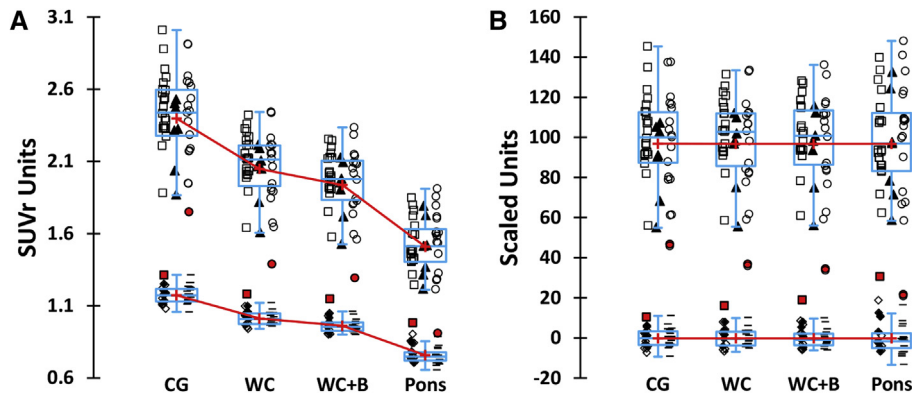 A
SUVr Units
3.1
2.6
2.1
1.6
1.1
0.6
CG WC WC+B Pons
B
Scaled Units
160
140
120
100
80
60
40
20
0
-20
CG WC WC+B Pons